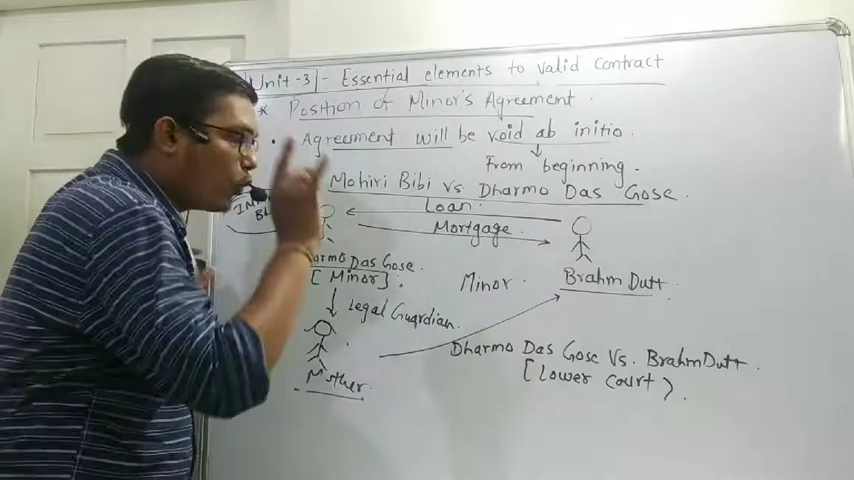 Unit-3 - Essential elements to valid Contract
* Position of Minor's Agreement.
• Agreement will be void ab initio.
From beginning.
Mohiri Bibi vs. Dharmo Das Gose.
Loan.
Mortgage.
Dharmo Das Gose.
[Minor].
Minor.
Brahm Dutt.
Legal Guardian.
Mother.
Dharmo Das Gose Vs. Brahm Dutt.
[Lower court).